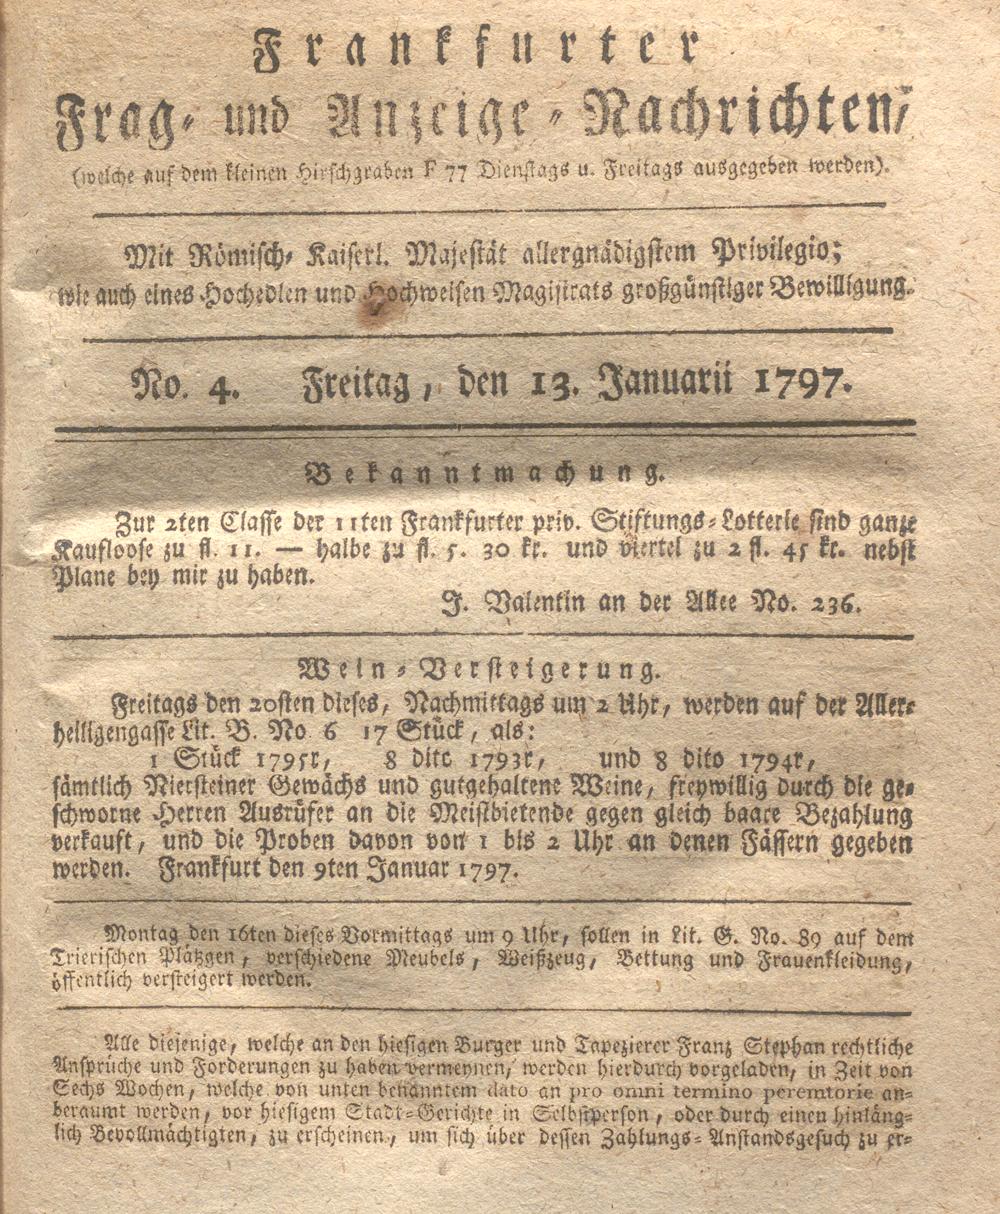 Frankfurter
Frag- und Anzeige-Nachrichten,
(welche auf dem kleinen Hirschgraben F 77 Dienstags u. Freitags ausgegeben werden).
Mit Römisch-Kaiserl. Majestät allergnädigstem Privilegio;
wie auch eines Hochedlen und Hochweisen Magistrats großgünstiger Bewilligung.
No. 4. Freitag, den 13. Januarii 1797.
Bekanntmachung.
Zur 2ten Classe der 11ten Frankfurter priv. Stiftungs-Lotterie sind ganze
Kaufloose zu fl. 11. — halbe zu fl. 5. 30 kr. und viertel zu 2 fl. 45 kr. nebst
Plane bey mir zu haben.
J. Valentin an der Allee No. 236.
Wein-Versteigerung.
Freitags den 20sten dieses, Nachmittags um 2 Uhr, werden auf der Aller-
heiligengasse Lit. B. No. 6 17 Stück, als:
1 Stück 1795r, 8 dito 1793r, und 8 dito 1794r,
sämtlich Niersteiner Gewächs und gutgehaltene Weine, freywillig durch die ge-
schworne Herren Ausrüfer an die Meistbietende gegen gleich baare Bezahlung
verkauft, und die Proben davon von 1 bis 2 Uhr an denen Fässern gegeben
werden. Frankfurt den 9ten Januar 1797.
Montag den 16ten dieses Vormittags um 9 Uhr, sollen in Lit. G. No. 89 auf dem
Trierischen Plätzgen, verschiedene Meubels, Weißzeug, Bettung und Frauenkleidung,
öffentlich versteigert werden.
Alle diejenige, welche an den hiesigen Burger und Tapezierer Franz Stephan rechtliche
Ansprüche und Forderungen zu haben vermeynen, werden hierdurch vorgeladen, in Zeit von
Sechs Wochen, welche von unten benanntem dato an pro omni termino peremtorie an-
beraumt werden, vor hiesigem Stadt-Gerichte in Selbstperson, oder durch einen hinläng-
lich Bevollmächtigten, zu erscheinen, um sich über dessen Zahlungs-Anstandsgesuch zu er-